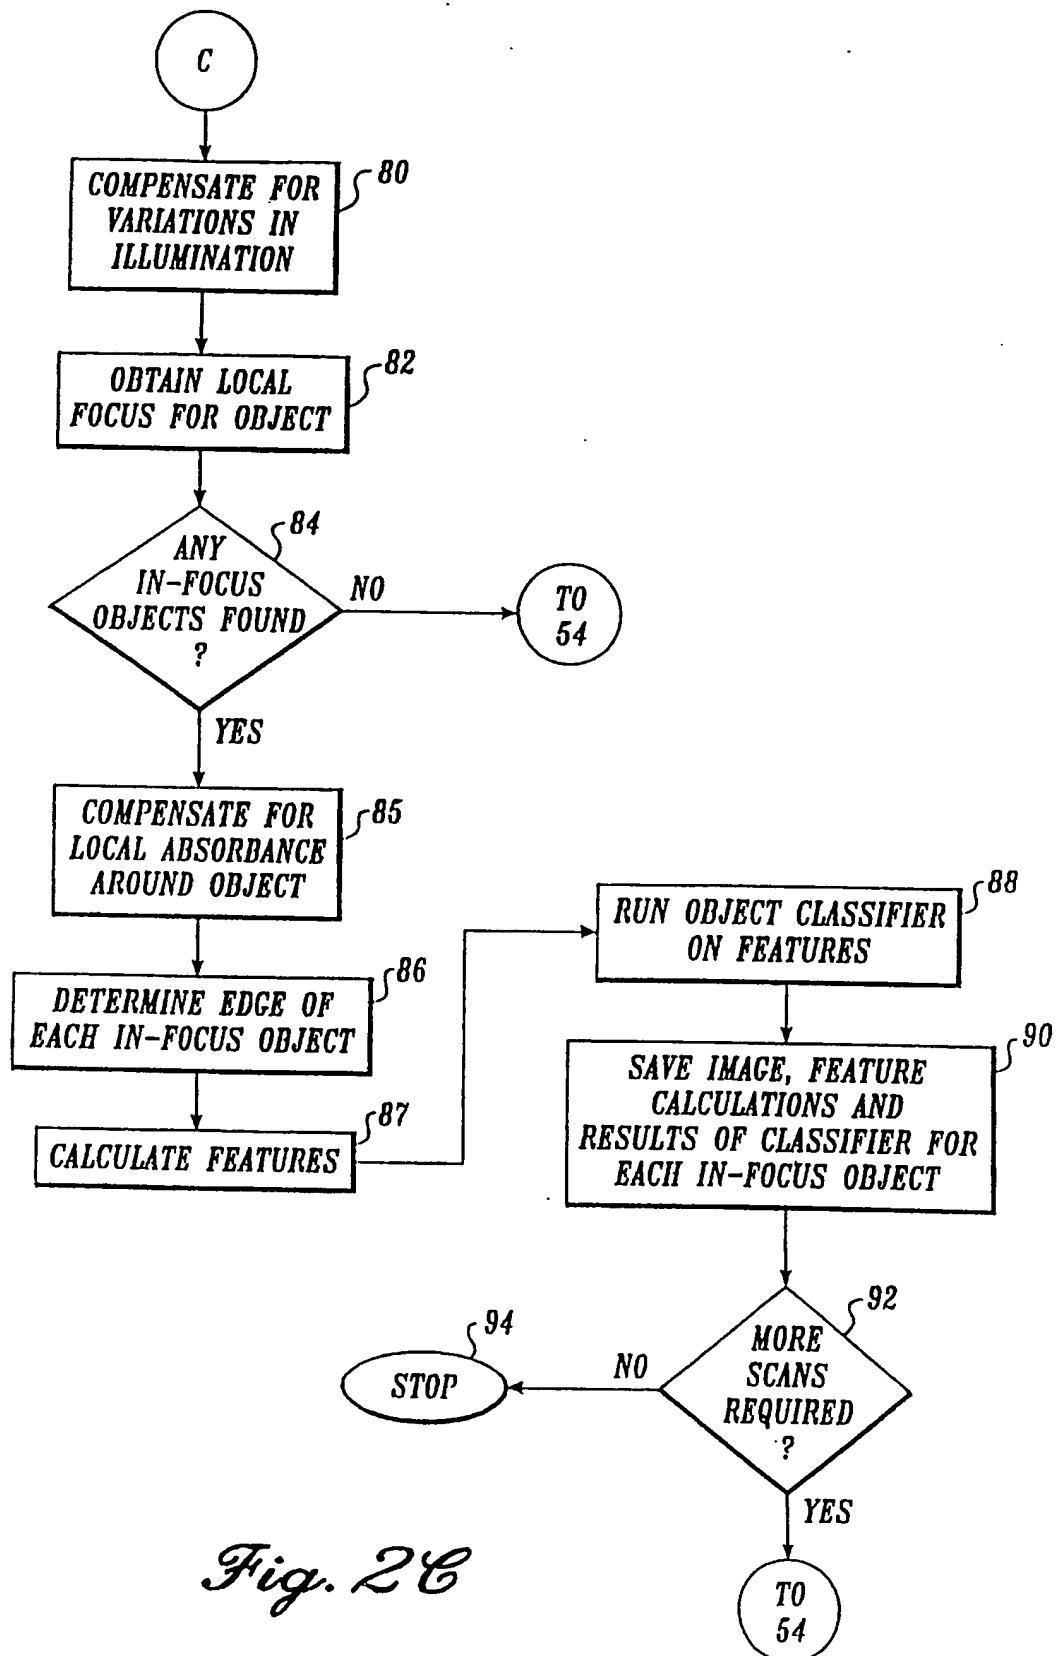 C
80
COMPENSATE FOR
VARIATIONS IN
ILLUMINATION
82
OBTAIN LOCAL
FOCUS FOR OBJECT
84
ANY
IN-FOCUS
OBJECTS FOUND
?
NO
TO
54
YES
COMPENSATE FOR
LOCAL ABSORBANCE
AROUND OBJECT
85
86
DETERMINE EDGE OF
EACH IN-FOCUS OBJECT
87
CALCULATE FEATURES
88
RUN OBJECT CLASSIFIER
ON FEATURES
90
SAVE IMAGE, FEATURE
CALCULATIONS AND
RESULTS OF CLASSIFIER FOR
EACH IN-FOCUS OBJECT
92
MORE
SCANS
REQUIRED
?
NO
94
STOP
YES
TO
54
Fig. 2C